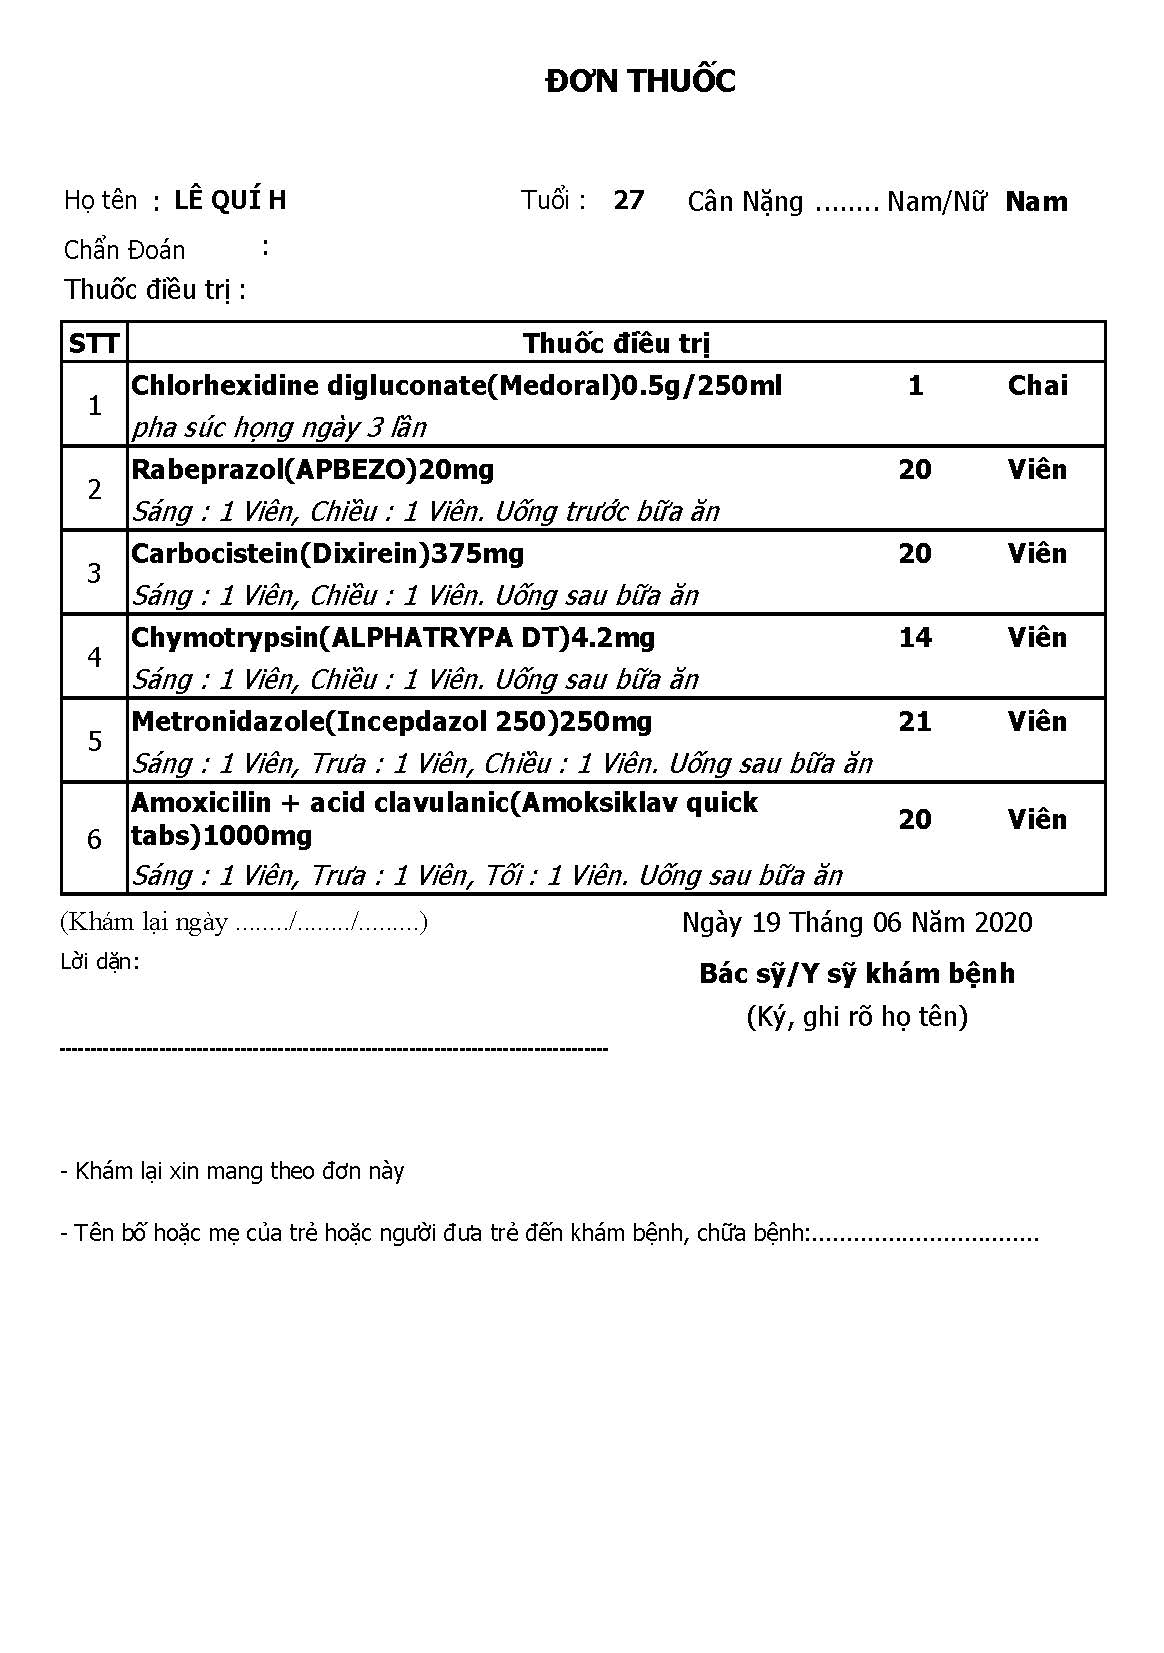 ĐƠN THUỐC
Họ tên : LÊ QUÍ H Tuổi : 27 Cân Nặng ........ Nam/Nữ Nam
Chẩn Đoán :
Thuốc điều trị :
STT Thuốc điều trị
1 Chlorhexidine digluconate(Medoral)0.5g/250ml 1 Chai
pha súc họng ngày 3 lần
2 Rabeprazol(APBEZO)20mg 20 Viên
Sáng : 1 Viên, Chiều : 1 Viên. Uống trước bữa ăn
3 Carbocistein(Dixirein)375mg 20 Viên
Sáng : 1 Viên, Chiều : 1 Viên. Uống sau bữa ăn
4 Chymotrypsin(ALPHATRYPA DT)4.2mg 14 Viên
Sáng : 1 Viên, Chiều : 1 Viên. Uống sau bữa ăn
5 Metronidazole(Incepdazol 250)250mg 21 Viên
Sáng : 1 Viên, Trưa : 1 Viên, Chiều : 1 Viên. Uống sau bữa ăn
6 Amoxicilin + acid clavulanic(Amoksiklav quick
tabs)1000mg 20 Viên
Sáng : 1 Viên, Trưa : 1 Viên, Tối : 1 Viên. Uống sau bữa ăn
(Khám lại ngày ......../......../.........) Ngày 19 Tháng 06 Năm 2020
Lời dặn:
Bác sỹ/Y sỹ khám bệnh
(Ký, ghi rõ họ tên)
- Khám lại xin mang theo đơn này
- Tên bố hoặc mẹ của trẻ hoặc người đưa trẻ đến khám bệnh, chữa bệnh:.................................